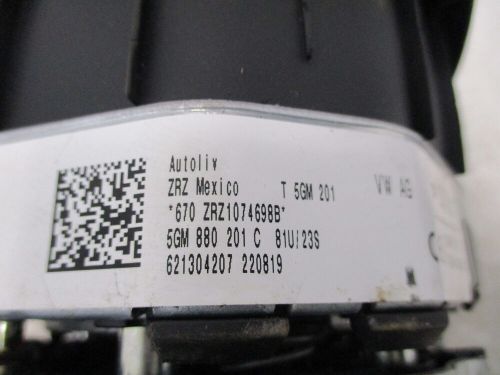 Autoliv
ZRZ Mexico T 5GM 201 VW AG
*670 ZRZ1074698B*
5GM 880 201 C 81U/23S
621304207 220819